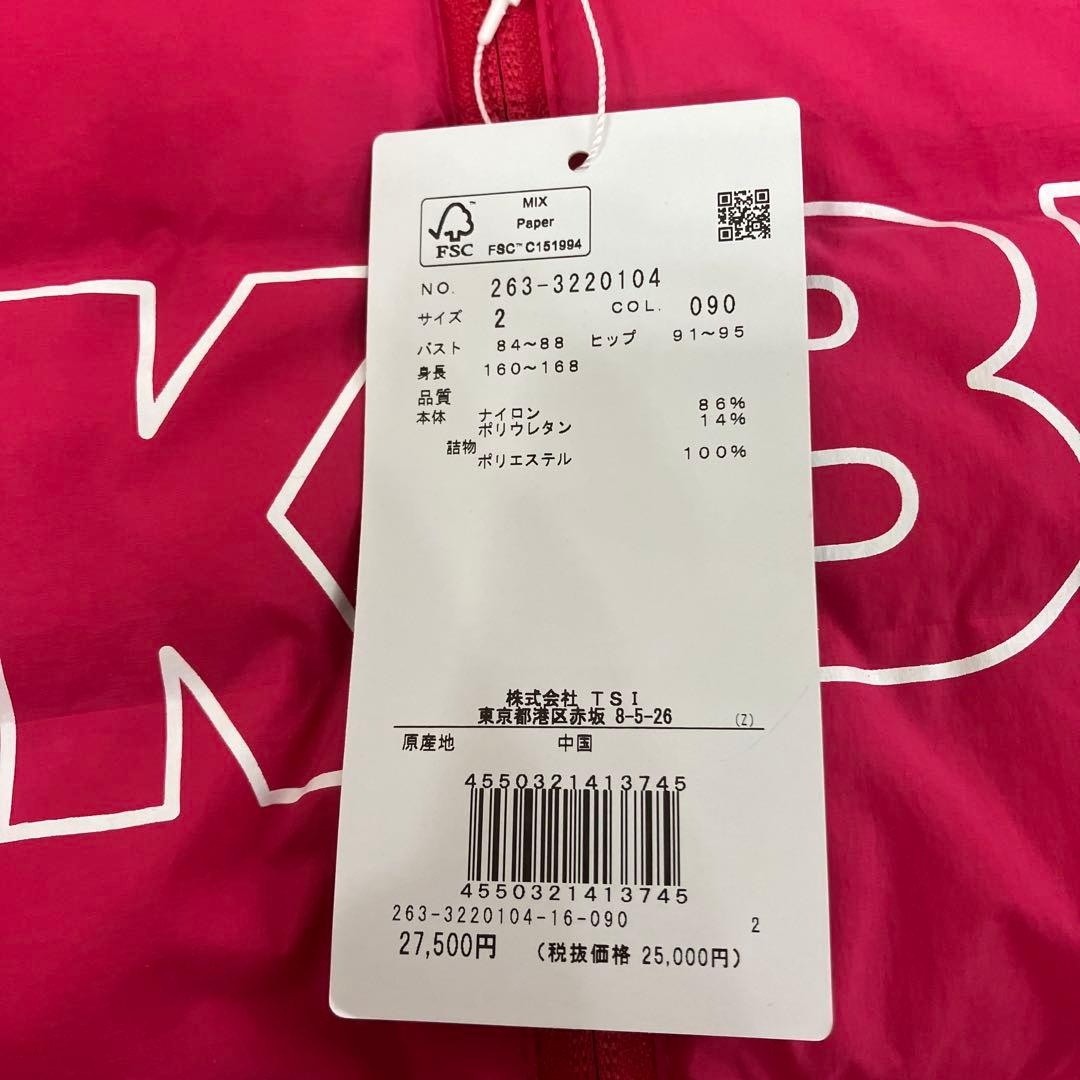 MIX
Paper
FSC™ C151994
FSC
NO. 263-3220104
サイズ 2 COL. 090
バスト 84～88 ヒップ 91～95
身長 160～168
品質
本体 ナイロン 86%
ポリウレタン 14%
詰物
ポリエステル 100%
株式会社 TSI
東京都港区赤坂 8-5-26 (Z)
原産地 中国
4550321413745
4550321413745
263-3220104-16-090 2
27,500円 (税抜価格 25,000円)
K B